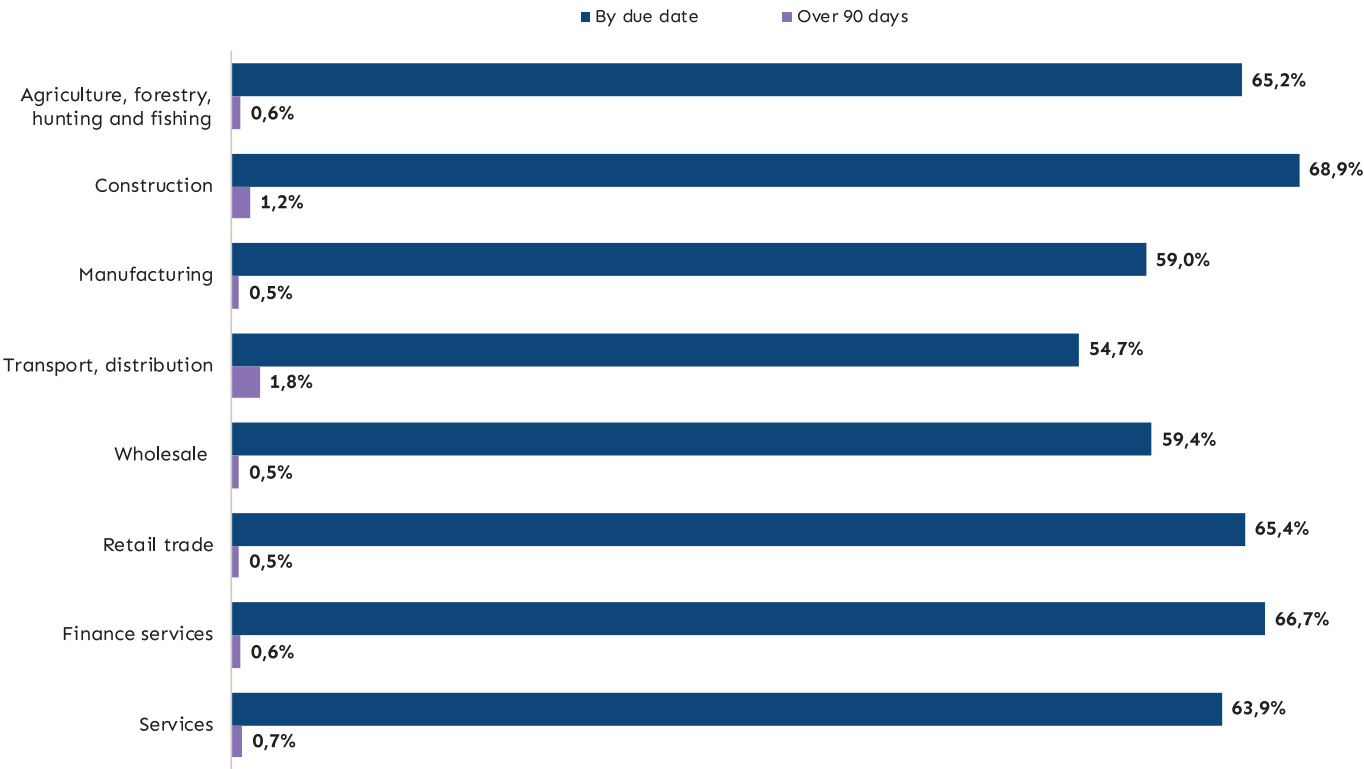 By due date Over 90 days
65,2%
Agriculture, forestry,
hunting and fishing
0,6%
68,9%
Construction
1,2%
59,0%
Manufacturing
0,5%
54,7%
Transport, distribution
1,8%
59,4%
Wholesale
0,5%
65,4%
Retail trade
0,5%
66,7%
Finance services
0,6%
63,9%
Services
0,7%